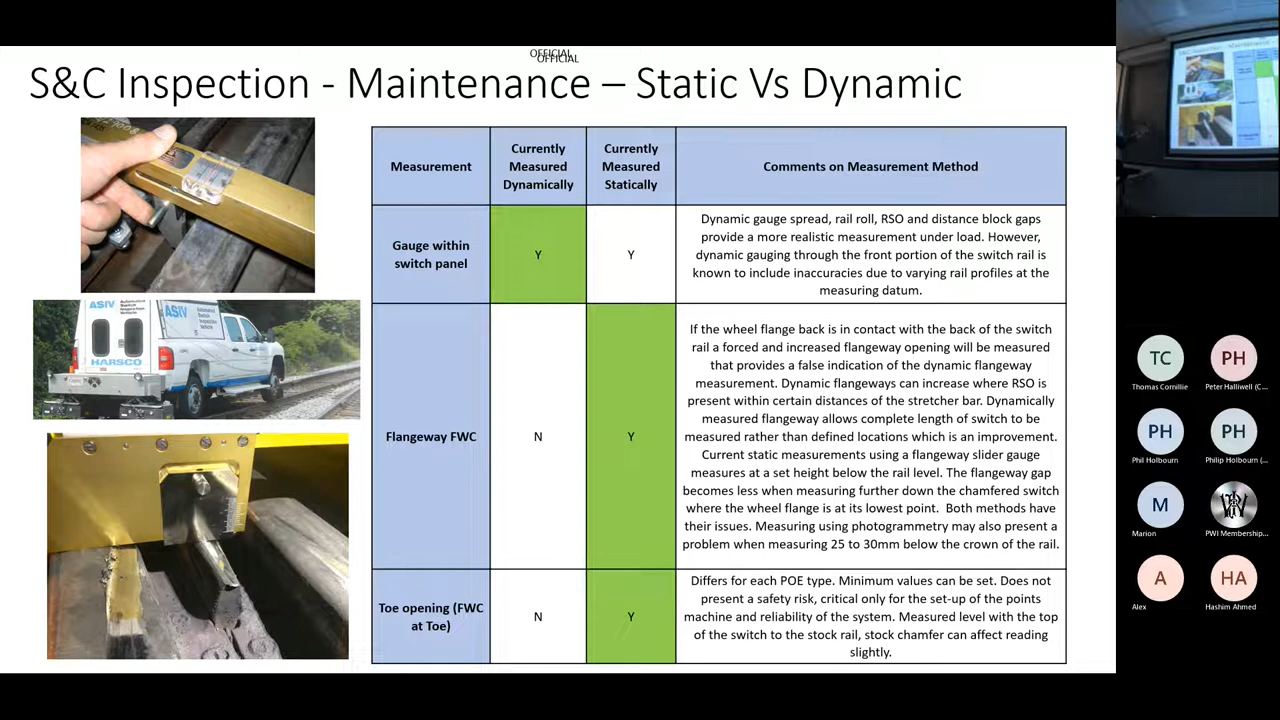 OFFICIAL
OFFICIAL
S&C Inspection - Maintenance – Static Vs Dynamic
Measurement
Currently
Measured
Dynamically
Currently
Measured
Statically
Comments on Measurement Method
Gauge within
switch panel
Y
Y
Dynamic gauge spread, rail roll, RSO and distance block gaps
provide a more realistic measurement under load. However,
dynamic gauging through the front portion of the switch rail is
known to include inaccuracies due to varying rail profiles at the
measuring datum.
Flangeway FWC
N
Y
If the wheel flange back is in contact with the back of the switch
rail a forced and increased flangeway opening will be measured
that provides a false indication of the dynamic flangeway
measurement. Dynamic flangeways can increase where RSO is
present within certain distances of the stretcher bar. Dynamically
measured flangeway allows complete length of switch to be
measured rather than defined locations which is an improvement.
Current static measurements using a flangeway slider gauge
measures at a set height below the rail level. The flangeway gap
becomes less when measuring further down the chamfered switch
where the wheel flange is at its lowest point. Both methods have
their issues. Measuring using photogrammetry may also present a
problem when measuring 25 to 30mm below the crown of the rail.
Toe opening (FWC
at Toe)
N
Y
Differs for each POE type. Minimum values can be set. Does not
present a safety risk, critical only for the set-up of the points
machine and reliability of the system. Measured level with the top
of the switch to the stock rail, stock chamfer can affect reading
slightly.
ASIV
ASIV
HARSCO
TC
Thomas Cornillie
PH
Peter Halliwell (C...
PH
Phil Holbourn
PH
Philip Holbourn (...
M
Marion
PWI Membership...
A
Alex
HA
Hashim Ahmed